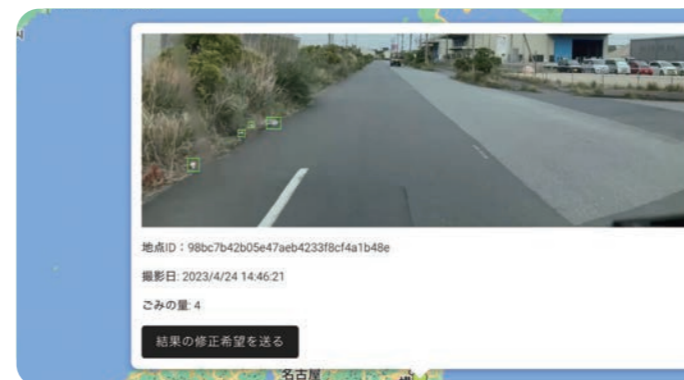 地点ID：98bc7b42b05e47aeb4233f8cf4a1b48e
撮影日: 2023/4/24 14:46:21
ごみの量: 4
結果の修正希望を送る
名古屋